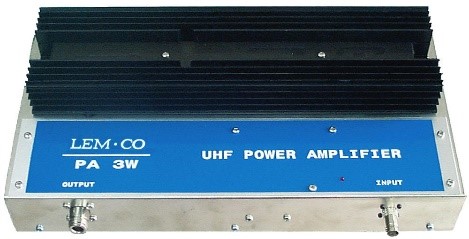 LEM·CO
PA 3W
UHF POWER AMPLIFIER
OUTPUT
INPUT